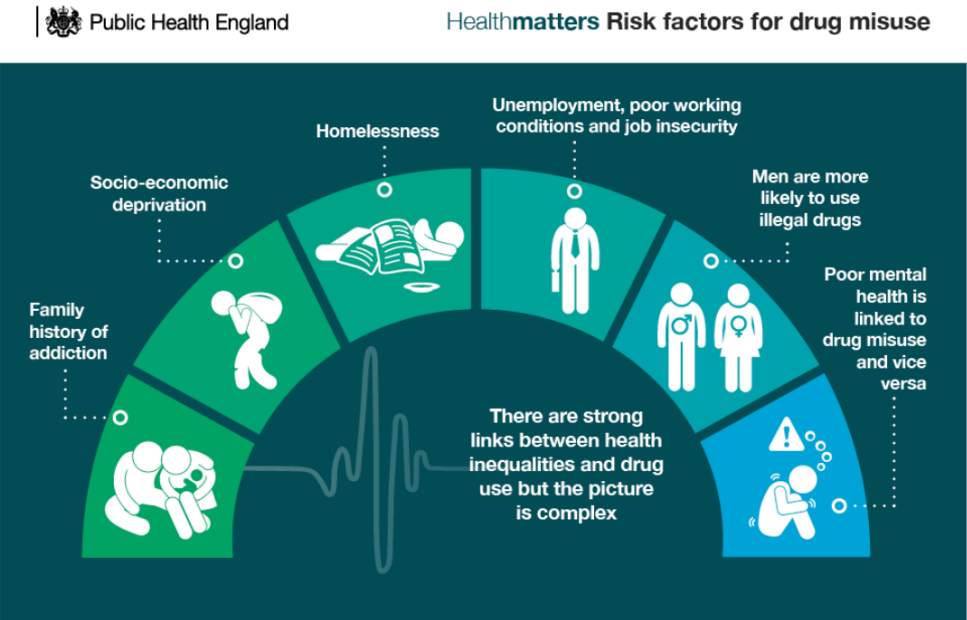 Public Health England
Healthmatters Risk factors for drug misuse
Family
history of
addiction
Socio-economic
deprivation
Homelessness
Unemployment, poor working
conditions and job insecurity
Men are more
likely to use
illegal drugs
Poor mental
health is
linked to
drug misuse
and vice
versa
There are strong
links between health
inequalities and drug
use but the picture
is complex